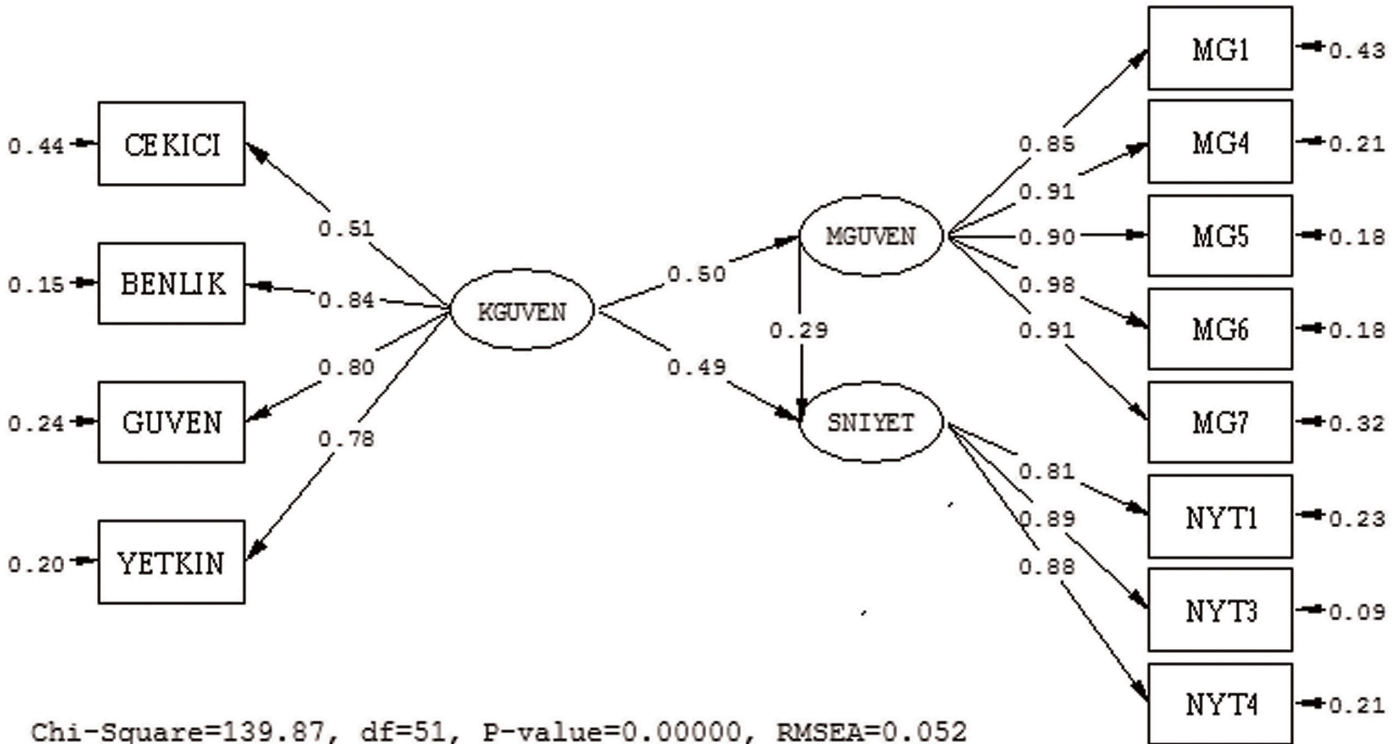 0.44 CEKICI
0.15 BENLIK
0.24 GUVEN
0.20 YETKIN
0.51
0.84
0.80
0.78
KGUVEN
0.50
0.49
MGUVEN
0.29
SNIYET
0.85
0.91
0.90
0.98
0.91
0.81
0.89
0.88
MG1 0.43
MG4 0.21
MG5 0.18
MG6 0.18
MG7 0.32
NYT1 0.23
NYT3 0.09
NYT4 0.21
Chi-Square=139.87, df=51, P-value=0.00000, RMSEA=0.052